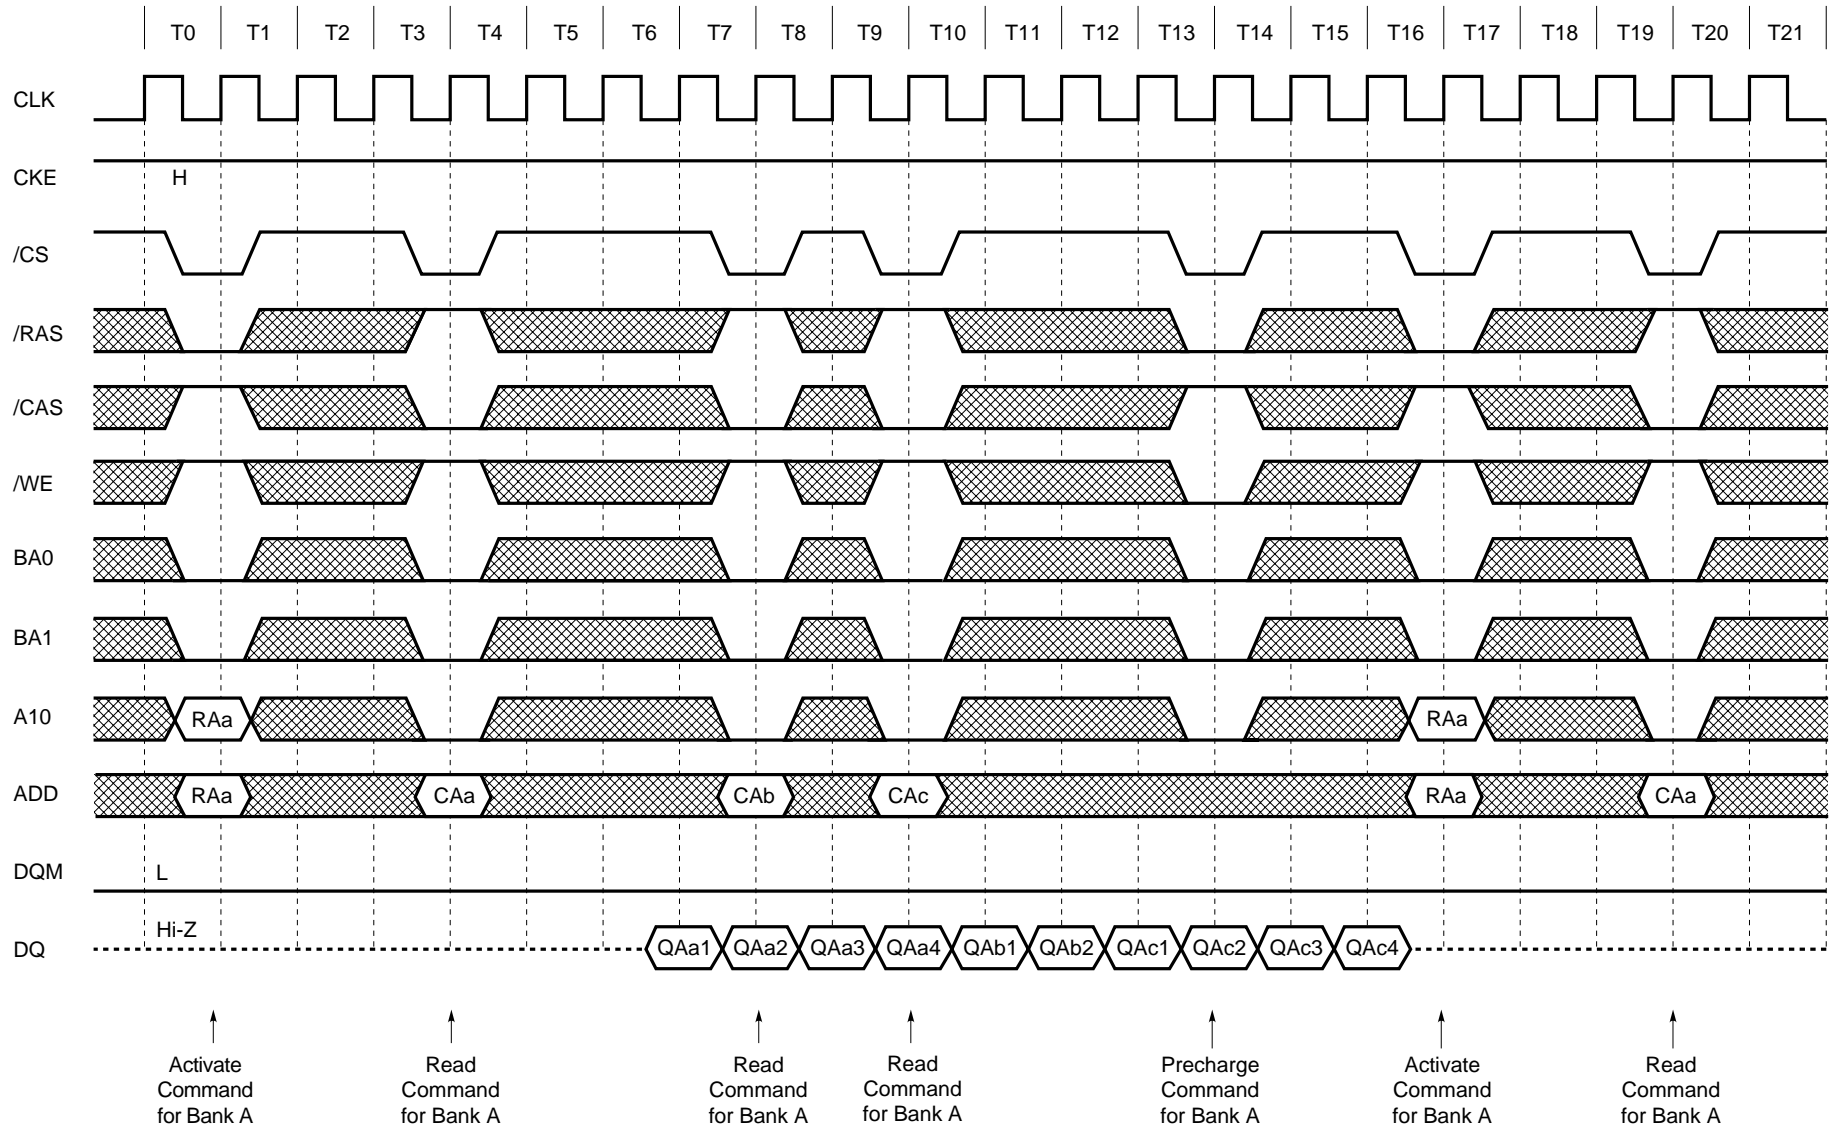 T0 T1 T2 T3 T4 T5 T6 T7 T8 T9 T10 T11 T12 T13 T14 T15 T16 T17 T18 T19 T20 T21
CLK
CKE H
/CS
/RAS
/CAS
/WE
BA0
BA1
A10 RAa RAa
ADD RAa CAa CAb CAc RAa CAa
DQM L
Hi-Z
DQ QAa1 QAa2 QAa3 QAa4 QAb1 QAb2 QAc1 QAc2 QAc3 QAc4
Activate
Command
for Bank A
Read
Command
for Bank A
Read
Command
for Bank A
Read
Command
for Bank A
Precharge
Command
for Bank A
Activate
Command
for Bank A
Read
Command
for Bank A